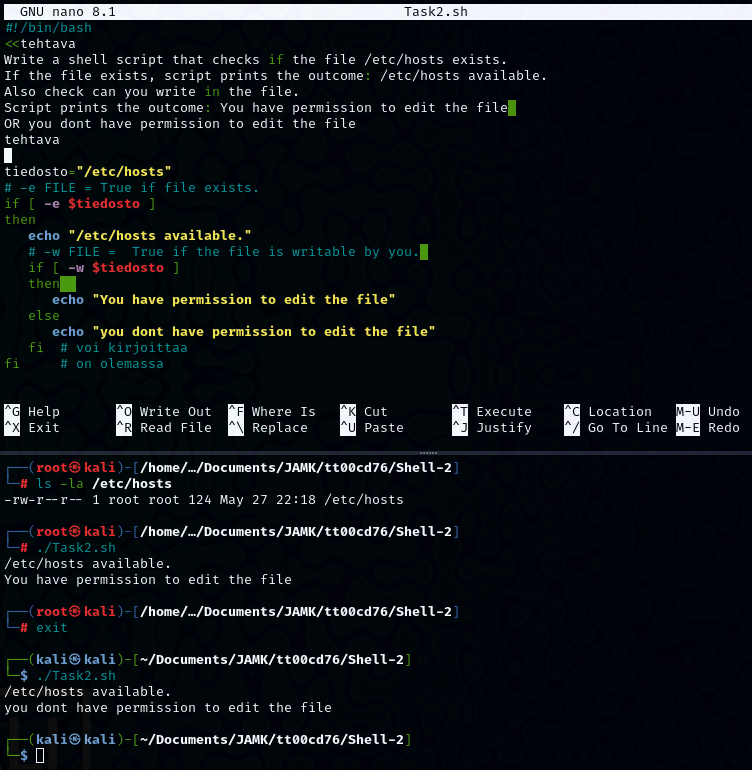 GNU nano 8.1 Task2.sh
#!/bin/bash
<<tehtava
Write a shell script that checks if the file /etc/hosts exists.
If the file exists, script prints the outcome: /etc/hosts available.
Also check can you write in the file.
Script prints the outcome: You have permission to edit the file
OR you dont have permission to edit the file
tehtava
tiedosto="/etc/hosts"
# -e FILE = True if file exists.
if [ -e $tiedosto ]
then
   echo "/etc/hosts available."
   # -w FILE =  True if the file is writable by you.
   if [ -w $tiedosto ]
   then
      echo "You have permission to edit the file"
   else
      echo "you dont have permission to edit the file"
   fi  # voi kirjoittaa
fi     # on olemassa
^G Help ^O Write Out ^F Where Is ^K Cut ^T Execute ^C Location M-U Undo
^X Exit ^R Read File ^\ Replace ^U Paste ^J Justify ^/ Go To Line M-E Redo
┌──(root㉿kali)-[/home/…/Documents/JAMK/tt00cd76/Shell-2]
└─# ls -la /etc/hosts
-rw-r--r-- 1 root root 124 May 27 22:18 /etc/hosts
┌──(root㉿kali)-[/home/…/Documents/JAMK/tt00cd76/Shell-2]
└─# ./Task2.sh
/etc/hosts available.
You have permission to edit the file
┌──(root㉿kali)-[/home/…/Documents/JAMK/tt00cd76/Shell-2]
└─# exit
┌──(kali㉿kali)-[~/Documents/JAMK/tt00cd76/Shell-2]
└─$ ./Task2.sh
/etc/hosts available.
you dont have permission to edit the file
┌──(kali㉿kali)-[~/Documents/JAMK/tt00cd76/Shell-2]
└─$